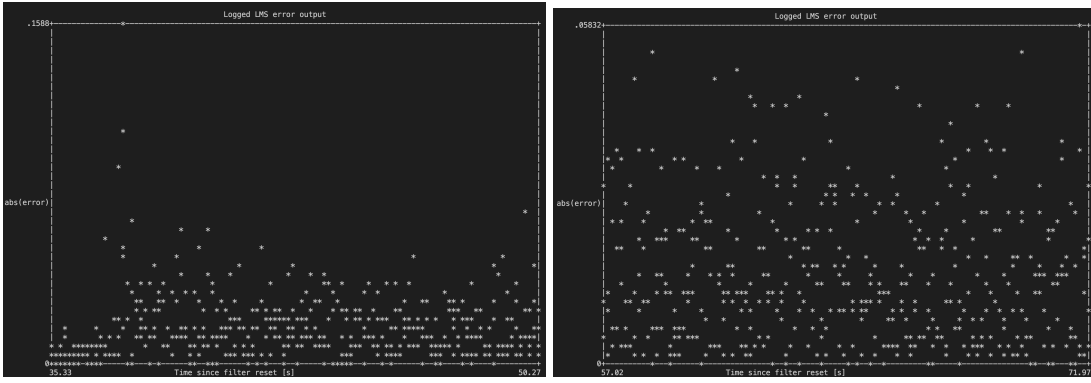 Logged LMS error output
.1588
abs(error)
0
35.33
Time since filter reset [s]
50.27
Logged LMS error output
.05832
abs(error)
0
57.02
Time since filter reset [s]
71.97